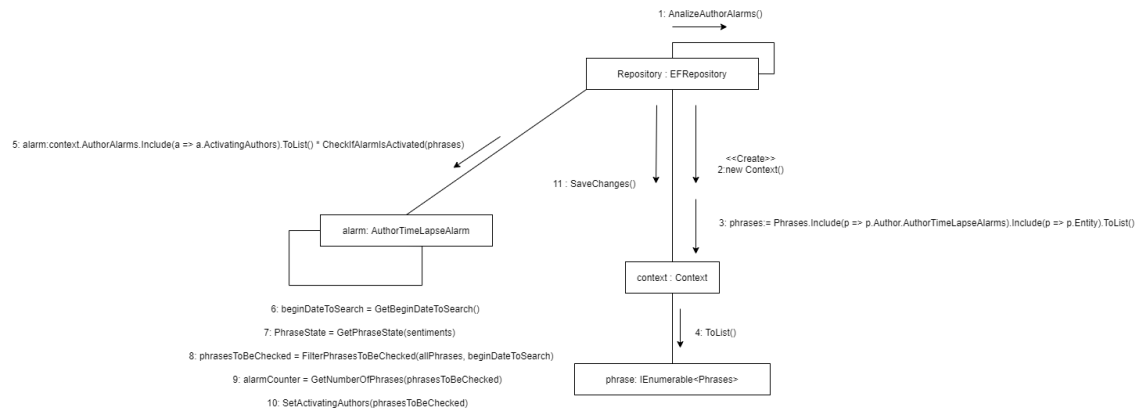 1: AnalizeAuthorAlarms()
Repository : EFRepository
5: alarm:context.AuthorAlarms.Include(a => a.ActivatingAuthors).ToList() * CheckIfAlarmIsActivated(phrases)
<<Create>>
2:new Context()
11 : SaveChanges()
3: phrases:= Phrases.Include(p => p.Author.AuthorTimeLapseAlarms).Include(p => p.Entity).ToList()
alarm: AuthorTimeLapseAlarm
context : Context
6: beginDateToSearch = GetBeginDateToSearch()
7: PhraseState = GetPhraseState(sentiments)
4: ToList()
8: phrasesToBeChecked = FilterPhrasesToBeChecked(allPhrases, beginDateToSearch)
9: alarmCounter = GetNumberOfPhrases(phrasesToBeChecked)
phrase: IEnumerable<Phrases>
10: SetActivatingAuthors(phrasesToBeChecked)